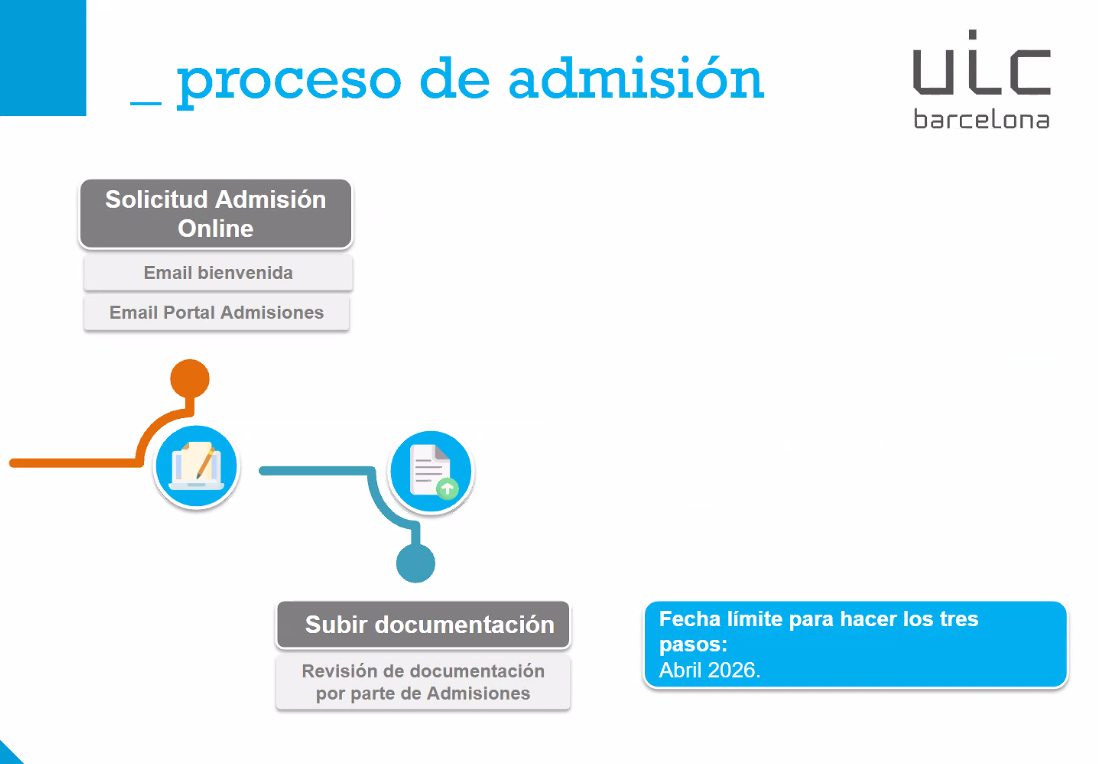 _ proceso de admisión
uic
barcelona
Solicitud Admisión
Online
Email bienvenida
Email Portal Admisiones
Subir documentación
Revisión de documentación
por parte de Admisiones
Fecha límite para hacer los tres
pasos:
Abril 2026.